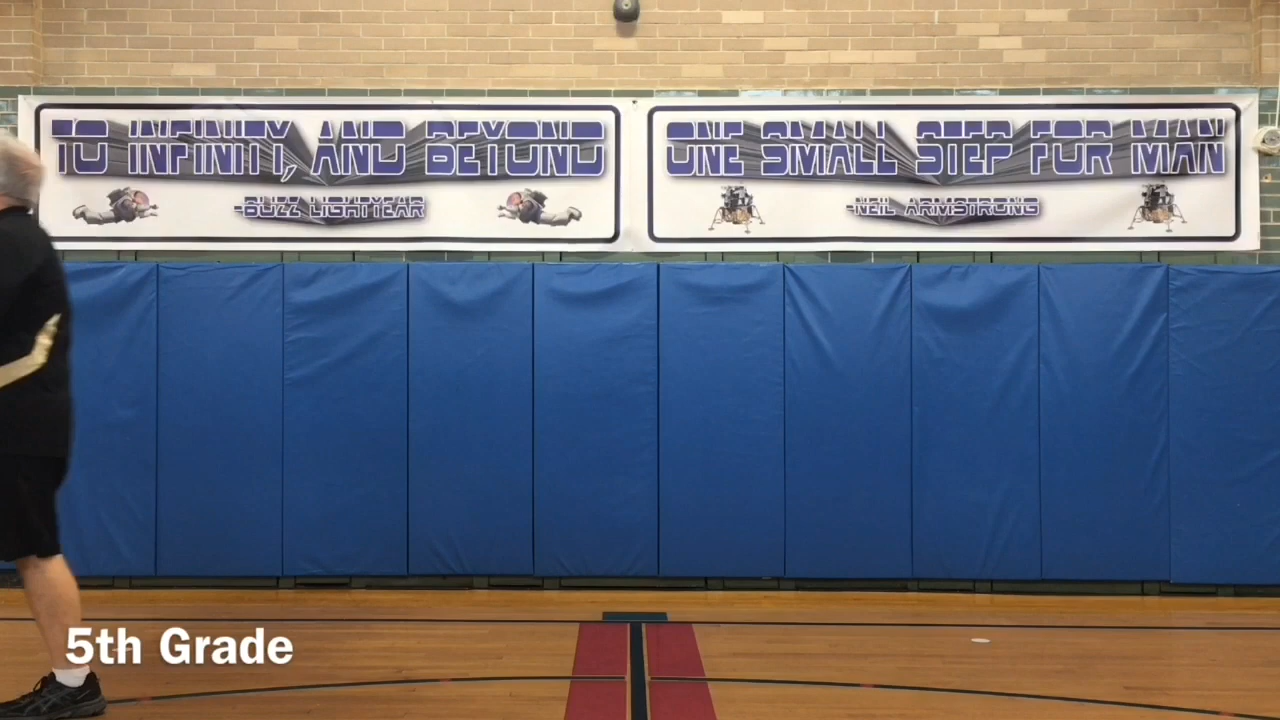 TO INFINITY, AND BEYOND
-BUZZ LIGHTYEAR
ONE SMALL STEP FOR MAN
-NEIL ARMSTRONG
5th Grade